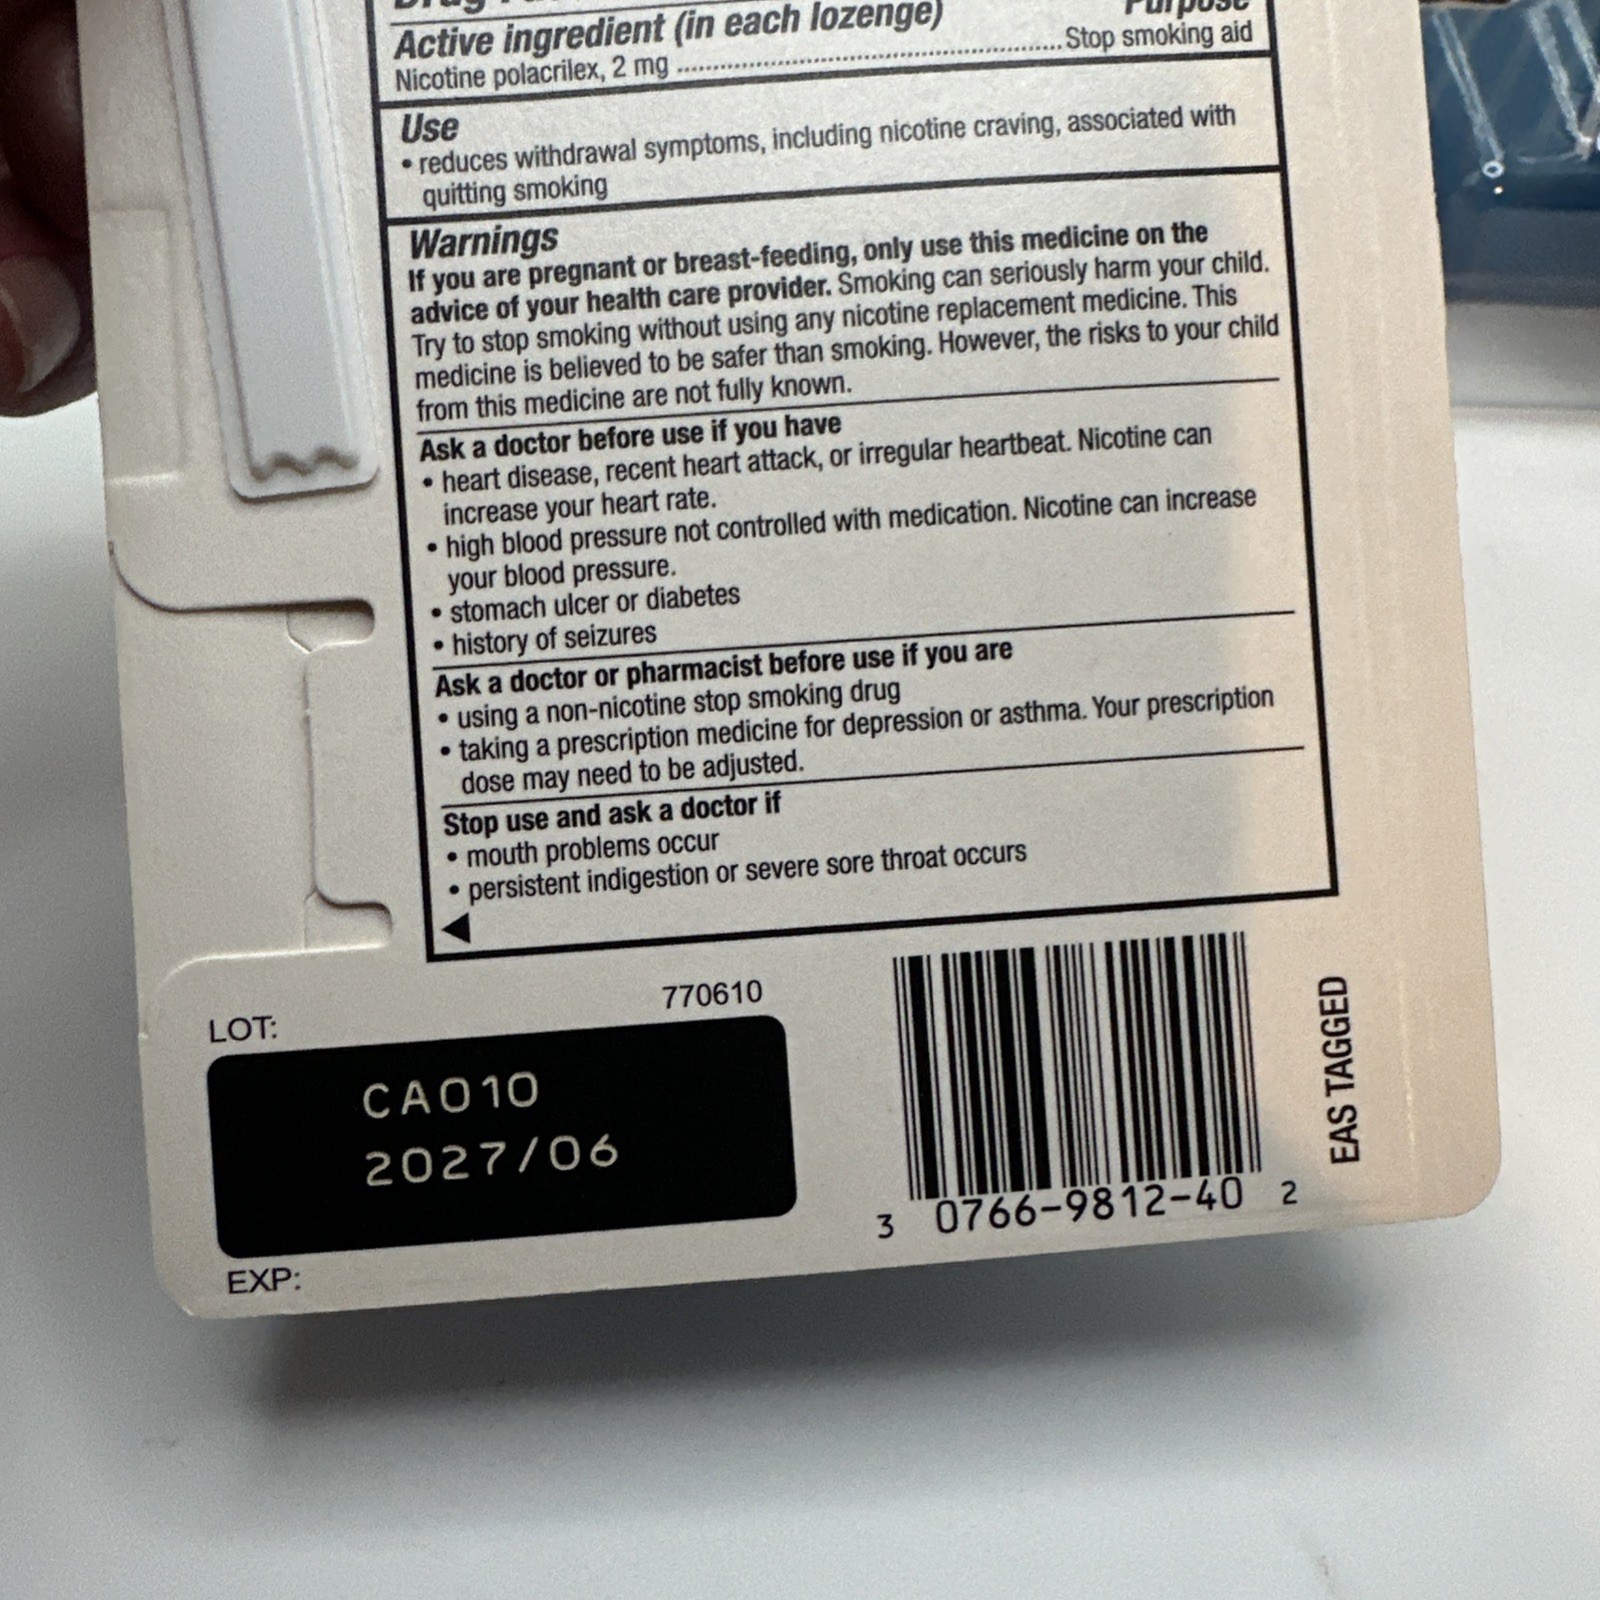 Drug
Active ingredient (in each lozenge) Purpose
Nicotine polacrilex, 2 mg ........................................................ Stop smoking aid
Use
• reduces withdrawal symptoms, including nicotine craving, associated with
quitting smoking
Warnings
If you are pregnant or breast-feeding, only use this medicine on the
advice of your health care provider. Smoking can seriously harm your child.
Try to stop smoking without using any nicotine replacement medicine. This
medicine is believed to be safer than smoking. However, the risks to your child
from this medicine are not fully known.
Ask a doctor before use if you have
• heart disease, recent heart attack, or irregular heartbeat. Nicotine can
increase your heart rate.
• high blood pressure not controlled with medication. Nicotine can increase
your blood pressure.
• stomach ulcer or diabetes
• history of seizures
Ask a doctor or pharmacist before use if you are
• using a non-nicotine stop smoking drug
• taking a prescription medicine for depression or asthma. Your prescription
dose may need to be adjusted.
Stop use and ask a doctor if
• mouth problems occur
• persistent indigestion or severe sore throat occurs
770610
LOT:
CA010
2027/06
EXP:
3 0766-9812-40 2
EAS TAGGED